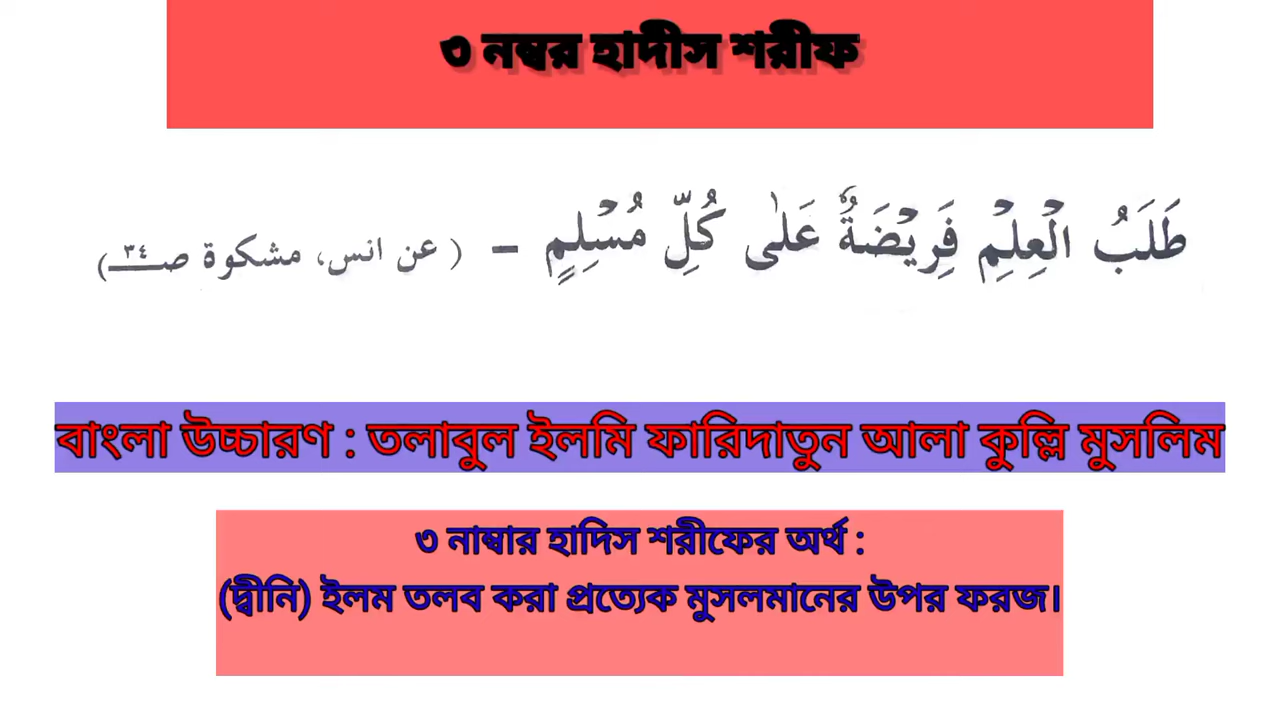 ৩ নম্বর হাদীস শরীফ
طَلَبُ الْعِلْمِ فَرِيْضَةٌ عَلٰى كُلِّ مُسْلِمٍ – ( عن انس، مشكوة صـــ٣٤)
বাংলা উচ্চারণ : তলাবুল ইলমি ফারিদাতুন আলা কুল্লি মুসলিম
৩ নাম্বার হাদিস শরীফের অর্থ :
(দ্বীনি) ইলম তলব করা প্রত্যেক মুসলমানের উপর ফরজ।